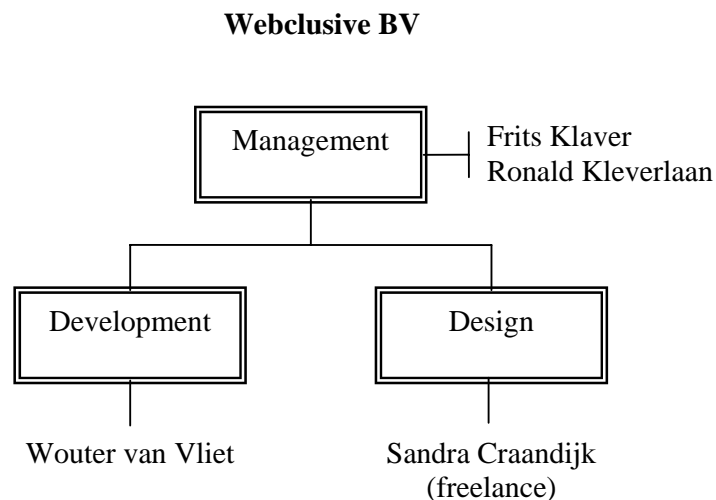 Webclusive BV
Management
Frits Klaver
Ronald Kleverlaan
Development
Design
Wouter van Vliet
Sandra Craandijk
(freelance)